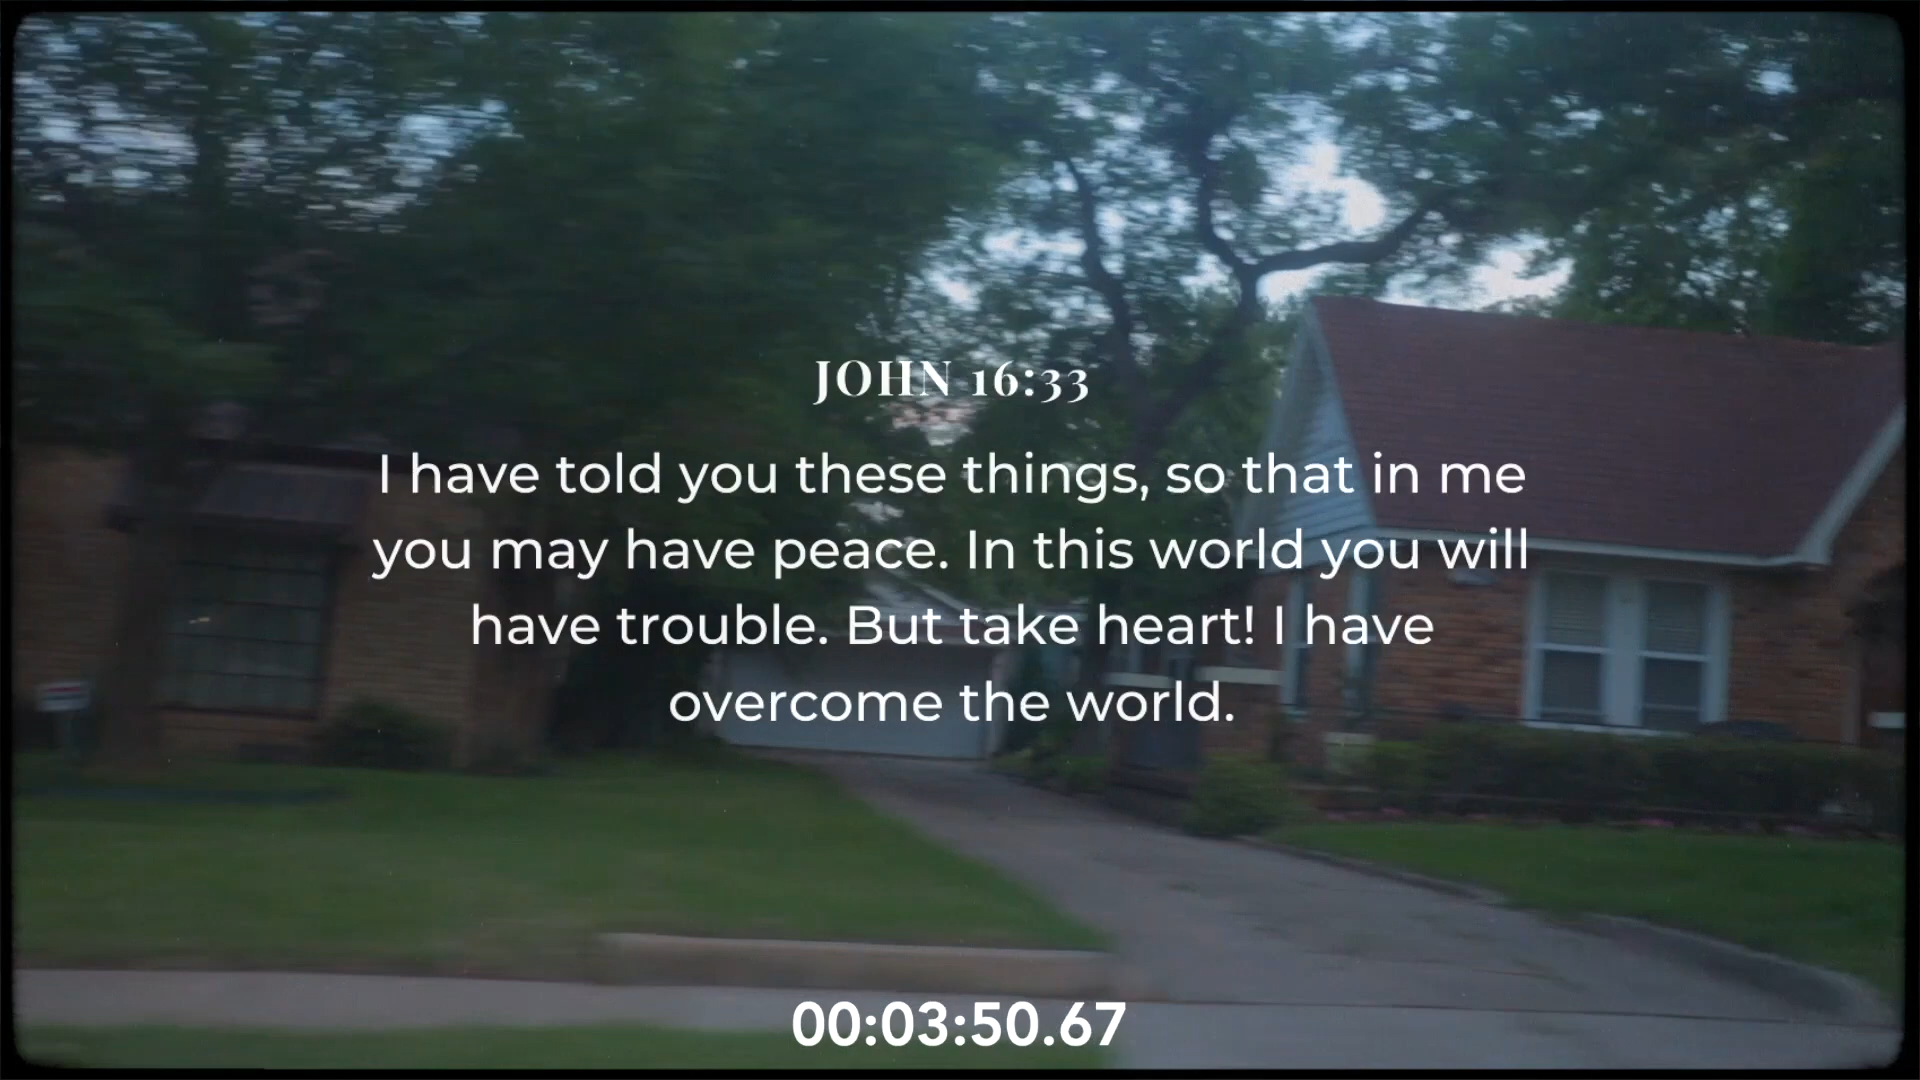 JOHN 16:33
I have told you these things, so that in me
you may have peace. In this world you will
have trouble. But take heart! I have
overcome the world.
00:03:50.67